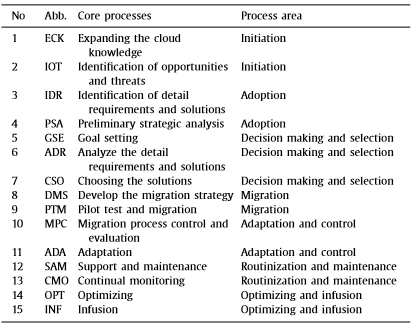 No Abb. Core processes Process area
1 ECK Expanding the cloud Initiation
knowledge
2 IOT Identification of opportunities Initiation
and threats
3 IDR Identification of detail Adoption
requirements and solutions
4 PSA Preliminary strategic analysis Adoption
5 GSE Goal setting Decision making and selection
6 ADR Analyze the detail Decision making and selection
requirements and solutions
7 CSO Choosing the solutions Decision making and selection
8 DMS Develop the migration strategy Migration
9 PTM Pilot test and migration Migration
10 MPC Migration process control and Adaptation and control
evaluation
11 ADA Adaptation Adaptation and control
12 SAM Support and maintenance Routinization and maintenance
13 CMO Continual monitoring Routinization and maintenance
14 OPT Optimizing Optimizing and infusion
15 INF Infusion Optimizing and infusion